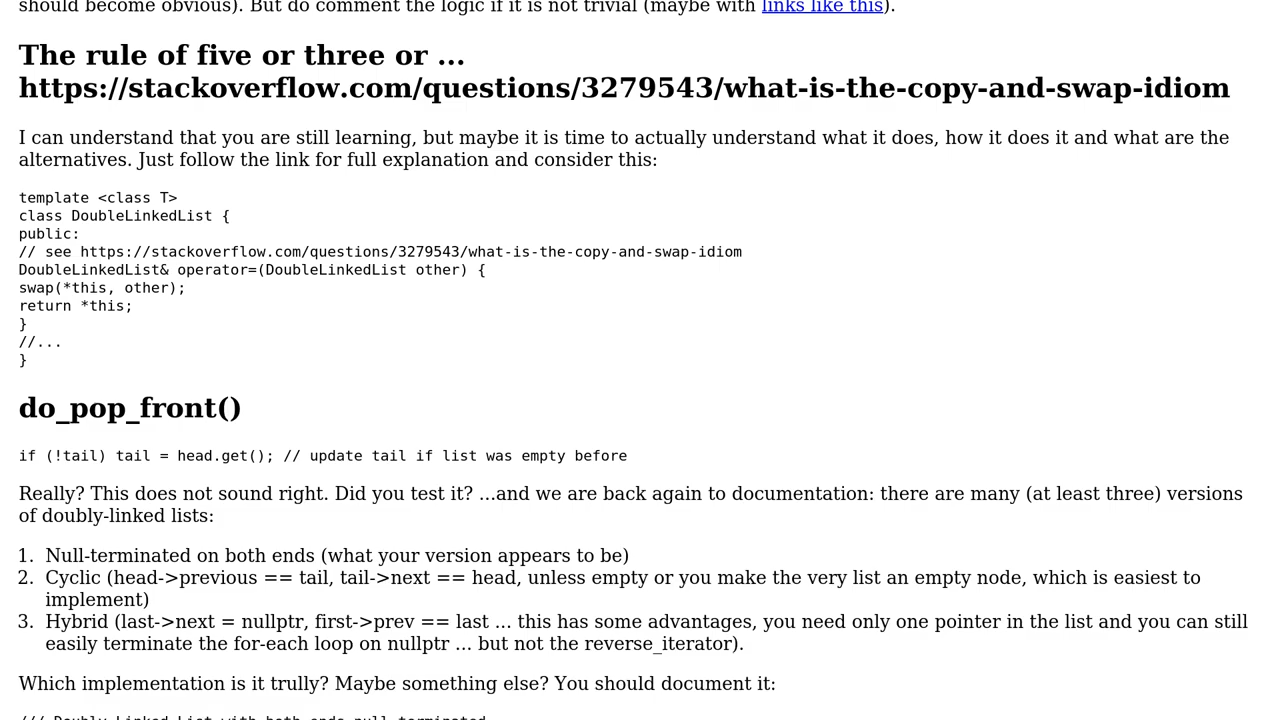 should become obvious). But do comment the logic if it is not trivial (maybe with links like this).
The rule of five or three or ...
https://stackoverflow.com/questions/3279543/what-is-the-copy-and-swap-idiom
I can understand that you are still learning, but maybe it is time to actually understand what it does, how it does it and what are the
alternatives. Just follow the link for full explanation and consider this:
template <class T>
class DoubleLinkedList {
public:
// see https://stackoverflow.com/questions/3279543/what-is-the-copy-and-swap-idiom
DoubleLinkedList& operator=(DoubleLinkedList other) {
swap(*this, other);
return *this;
}
//...
}
do_pop_front()
if (!tail) tail = head.get(); // update tail if list was empty before
Really? This does not sound right. Did you test it? ...and we are back again to documentation: there are many (at least three) versions
of doubly-linked lists:
1. Null-terminated on both ends (what your version appears to be)
2. Cyclic (head->previous == tail, tail->next == head, unless empty or you make the very list an empty node, which is easiest to
implement)
3. Hybrid (last->next = nullptr, first->prev == last ... this has some advantages, you need only one pointer in the list and you can still
easily terminate the for-each loop on nullptr ... but not the reverse_iterator).
Which implementation is it trully? Maybe something else? You should document it:
/// Doubly Linked List with both ends null-terminated